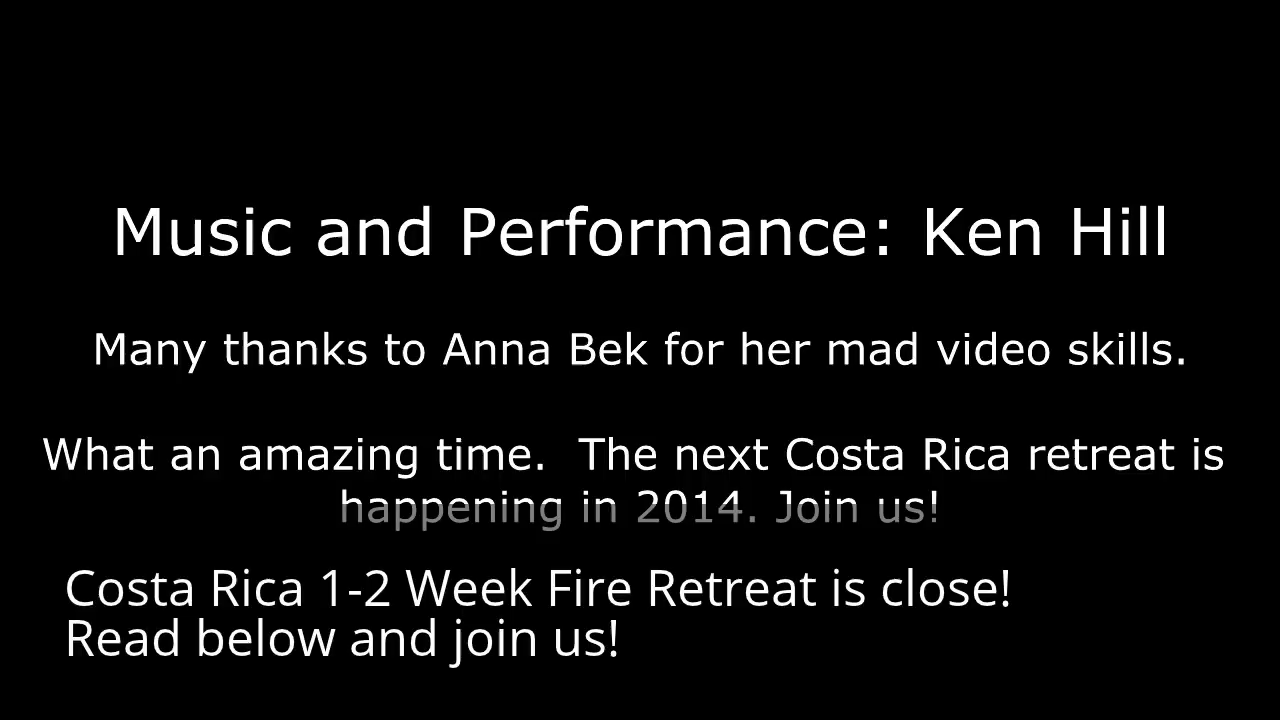 Music and Performance: Ken Hill
Many thanks to Anna Bek for her mad video skills.
What an amazing time.  The next Costa Rica retreat is
happening in 2014. Join us!
Costa Rica 1-2 Week Fire Retreat is close!
Read below and join us!